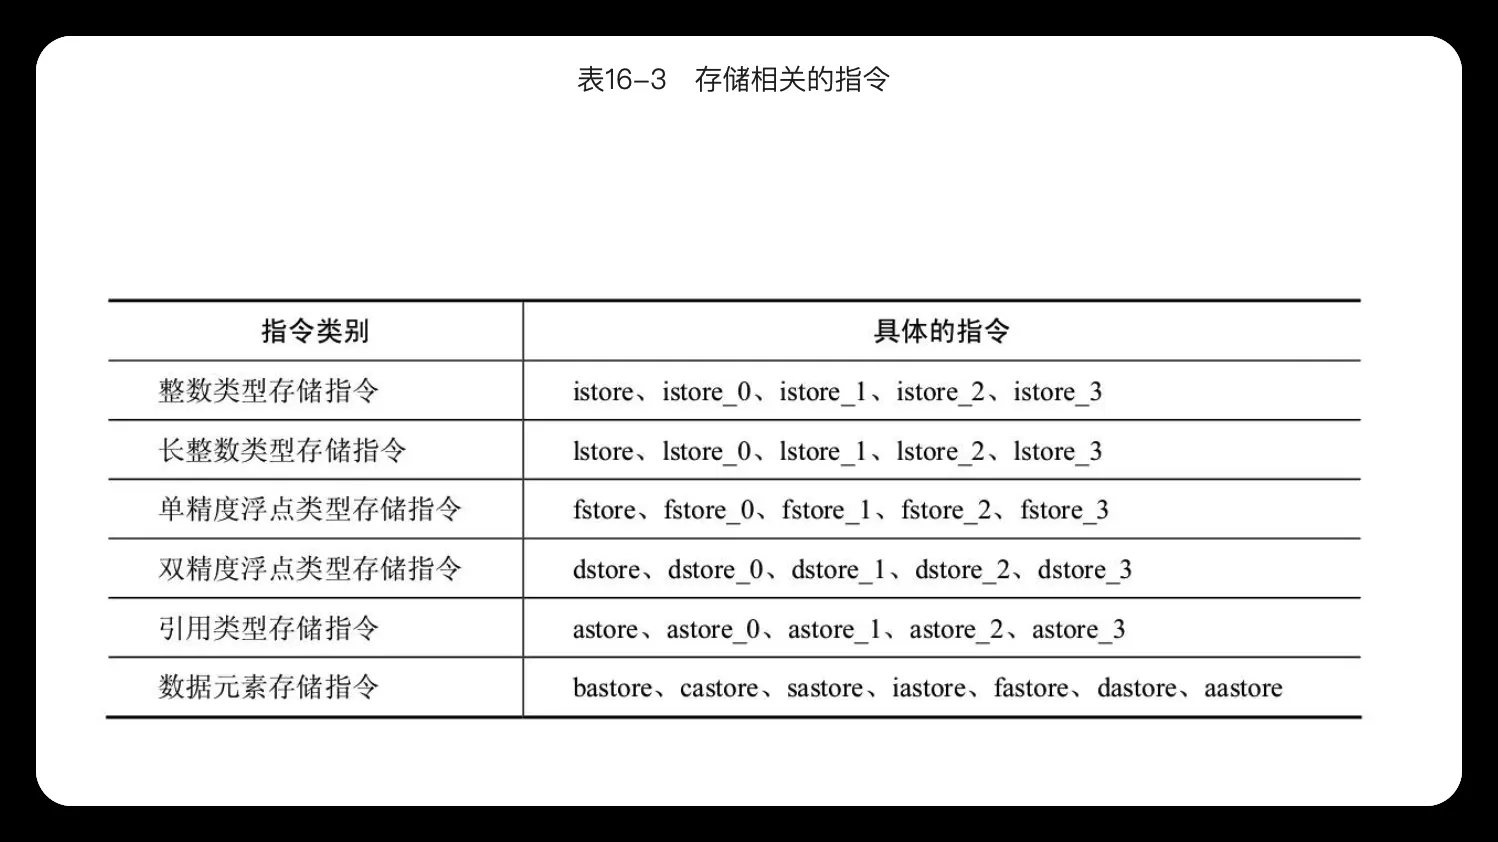 表16-3 存储相关的指令
指令类别 具体的指令
整数类型存储指令 istore、istore_0、istore_1、istore_2、istore_3
长整数类型存储指令 lstore、lstore_0、lstore_1、lstore_2、lstore_3
单精度浮点类型存储指令 fstore、fstore_0、fstore_1、fstore_2、fstore_3
双精度浮点类型存储指令 dstore、dstore_0、dstore_1、dstore_2、dstore_3
引用类型存储指令 astore、astore_0、astore_1、astore_2、astore_3
数据元素存储指令 bastore、castore、sastore、iastore、fastore、dastore、aastore